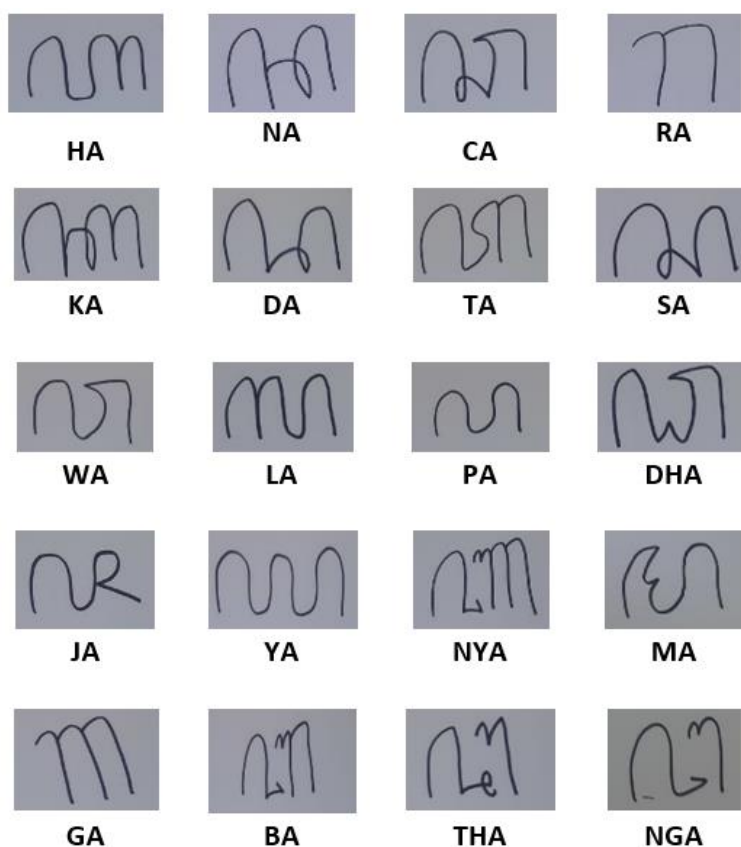 ꦲ ꦤ ꦕ ꦫ
HA NA CA RA
ꦏ ꦢ ꦠ ꦱ
KA DA TA SA
ꦮ ꦭ ꦥ ꦝ
WA LA PA DHA
ꦗ ꦪ ꦚ ꦩ
JA YA NYA MA
ꦒ ꦧ ꦛ ꦔ
GA BA THA NGA